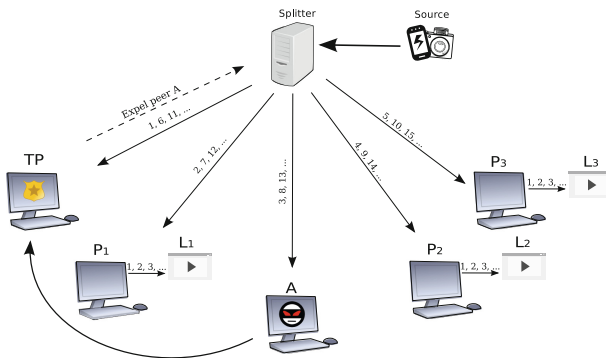 Splitter
Source
Expel peer A
1, 6, 11, ...
2, 7, 12, ...
3, 8, 13, ...
4, 9, 14, ...
5, 10, 15, ...
TP
P3
L3
1, 2, 3, ...
P1
L1
1, 2, 3, ...
P2
L2
1, 2, 3, ...
A